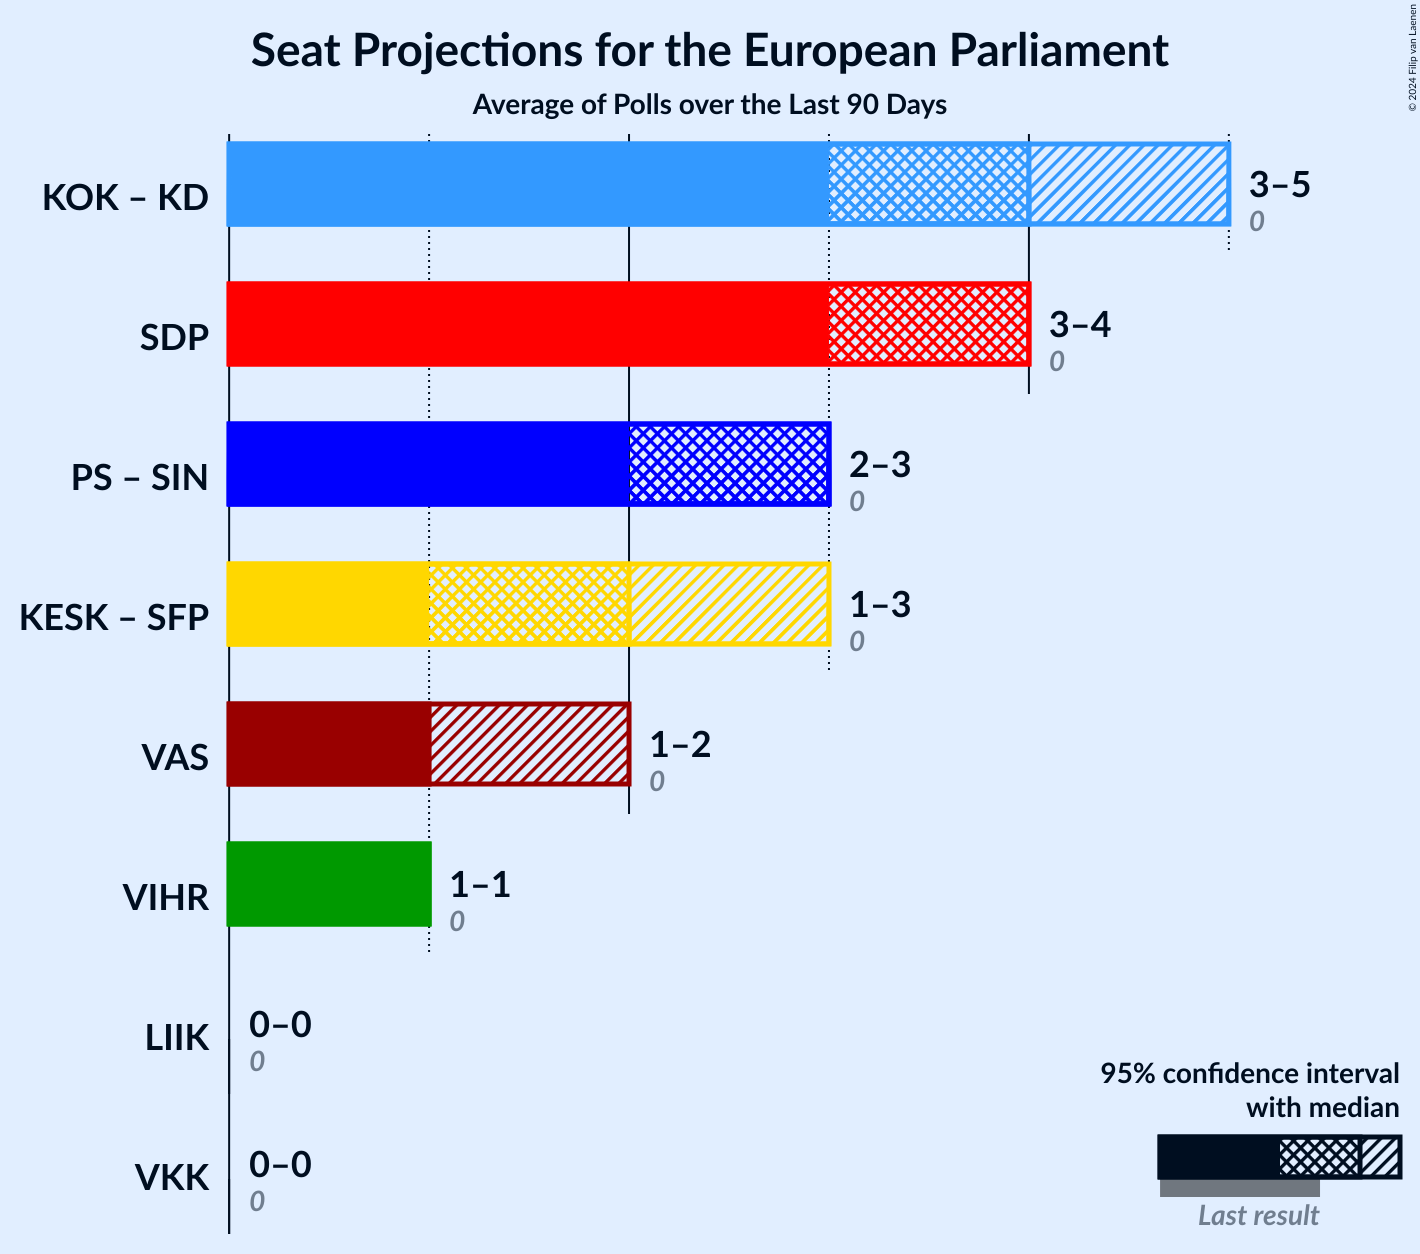 Seat Projections for the European Parliament
Average of Polls over the Last 90 Days
© 2024 Filip van Laenen
KOK – KD
3–5
0
SDP
3–4
0
PS – SIN
2–3
0
KESK – SFP
1–3
0
VAS
1–2
0
VIHR
1–1
0
LIIK
0–0
0
VKK
0–0
0
95% confidence interval
with median
Last result